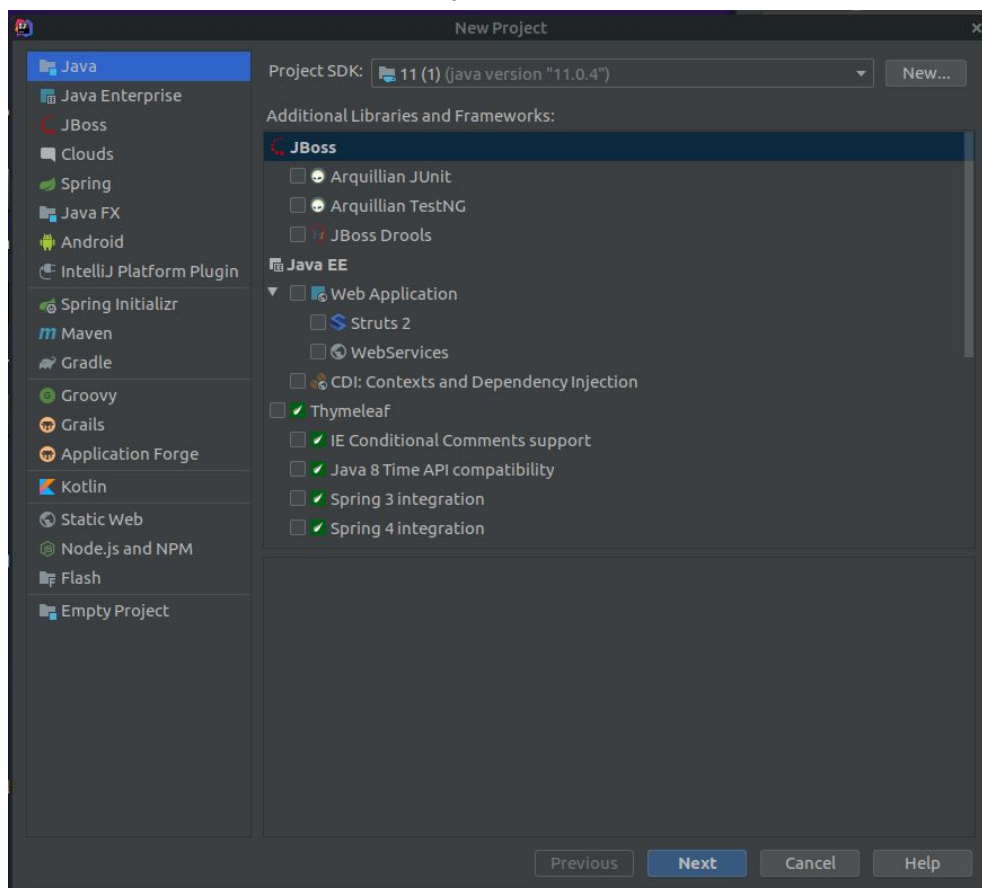 New Project
Java
Java Enterprise
JBoss
Clouds
Spring
Java FX
Android
IntelliJ Platform Plugin
Spring Initializr
Maven
Gradle
Groovy
Grails
Application Forge
Kotlin
Static Web
Node.js and NPM
Flash
Empty Project
Project SDK: 11 (1) (java version "11.0.4") New...
Additional Libraries and Frameworks:
JBoss
Arquillian JUnit
Arquillian TestNG
JBoss Drools
Java EE
Web Application
Struts 2
WebServices
CDI: Contexts and Dependency Injection
Thymeleaf
IE Conditional Comments support
Java 8 Time API compatibility
Spring 3 integration
Spring 4 integration
Previous Next Cancel Help